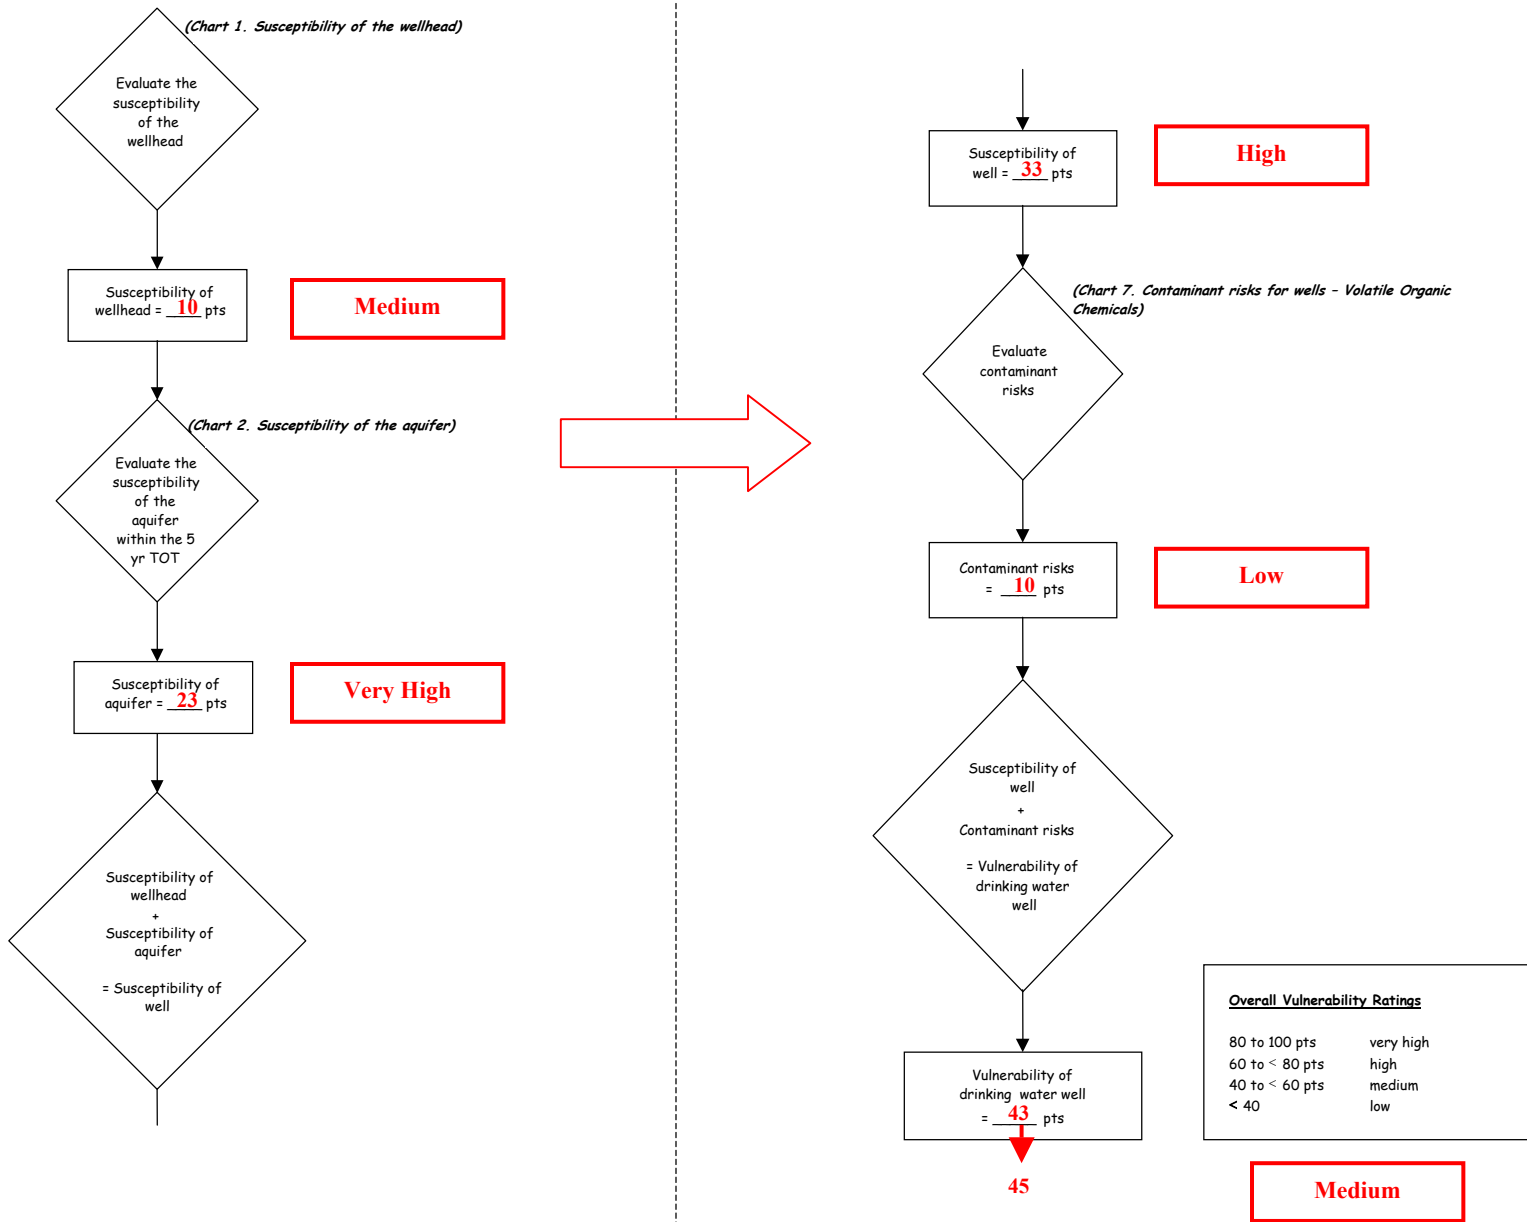 (Chart 1. Susceptibility of the wellhead)
Evaluate the
susceptibility
of the
wellhead
Susceptibility of
wellhead = 10 pts
Medium
(Chart 2. Susceptibility of the aquifer)
Evaluate the
susceptibility
of the
aquifer
within the 5
yr TOT
Susceptibility of
aquifer = 23 pts
Very High
Susceptibility of
wellhead
+
Susceptibility of
aquifer
= Susceptibility of
well
Susceptibility of
well = 33 pts
High
(Chart 7. Contaminant risks for wells – Volatile Organic
Chemicals)
Evaluate
contaminant
risks
Contaminant risks
= 10 pts
Low
Susceptibility of
well
+
Contaminant risks
= Vulnerability of
drinking water
well
Vulnerability of
drinking water well
= 43 pts
45
Overall Vulnerability Ratings
80 to 100 pts very high
60 to < 80 pts high
40 to < 60 pts medium
< 40 low
Medium